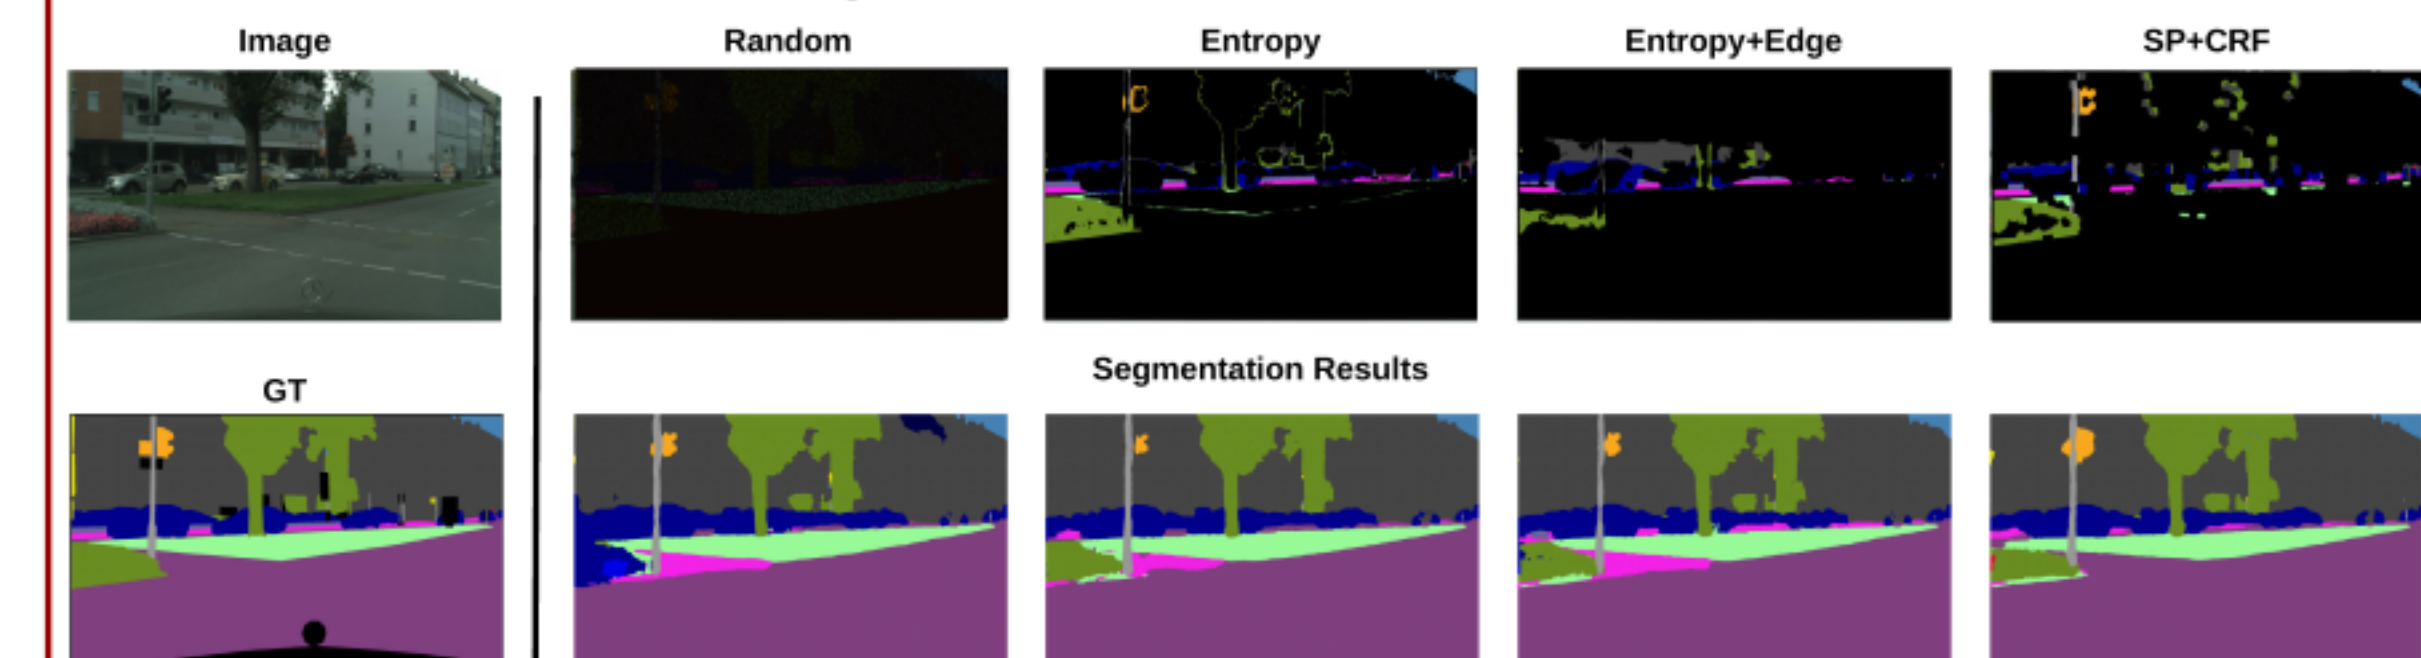 Image
Random
Entropy
Entropy+Edge
SP+CRF
GT
Segmentation Results